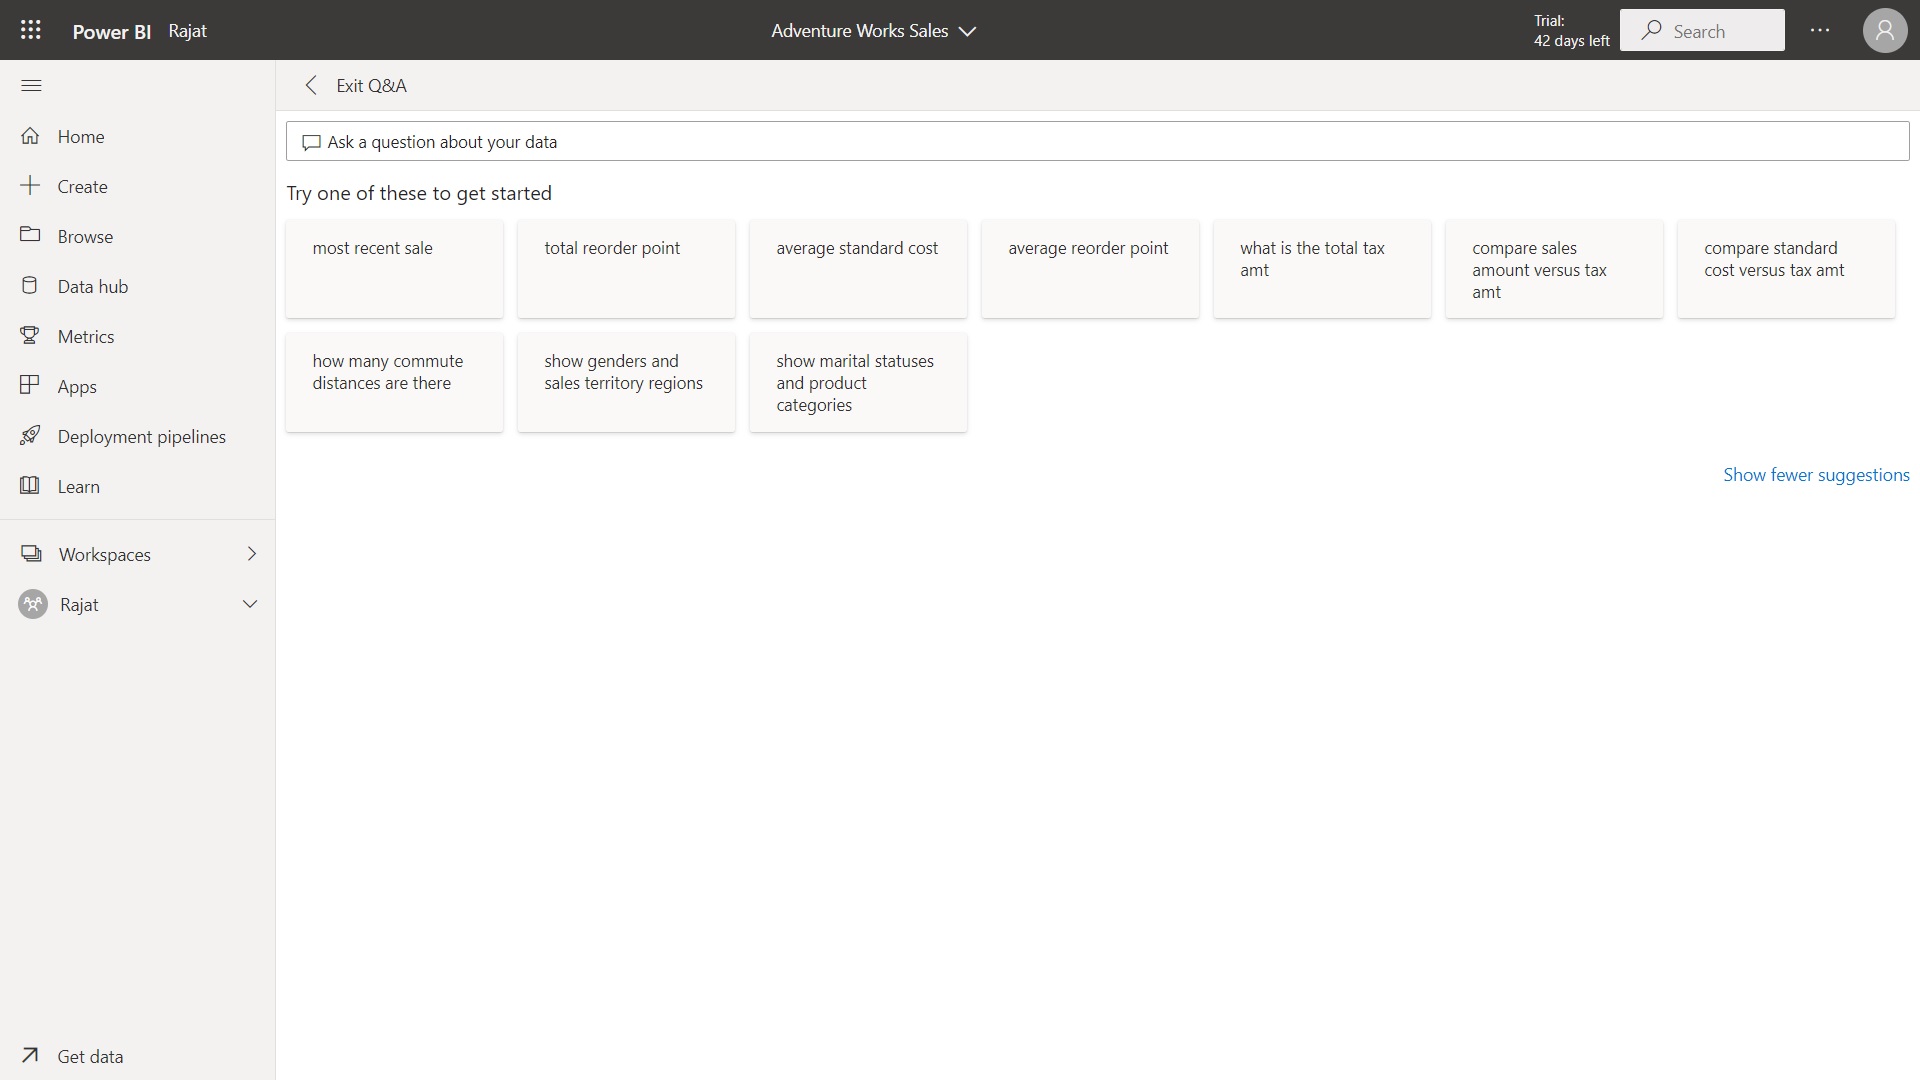 Power BI Rajat
Adventure Works Sales
Trial:
42 days left
Search
Home
Create
Browse
Data hub
Metrics
Apps
Deployment pipelines
Learn
Workspaces
Rajat
Get data
Exit Q&A
Ask a question about your data
Try one of these to get started
most recent sale
total reorder point
average standard cost
average reorder point
what is the total tax
amt
compare sales
amount versus tax
amt
compare standard
cost versus tax amt
how many commute
distances are there
show genders and
sales territory regions
show marital statuses
and product
categories
Show fewer suggestions